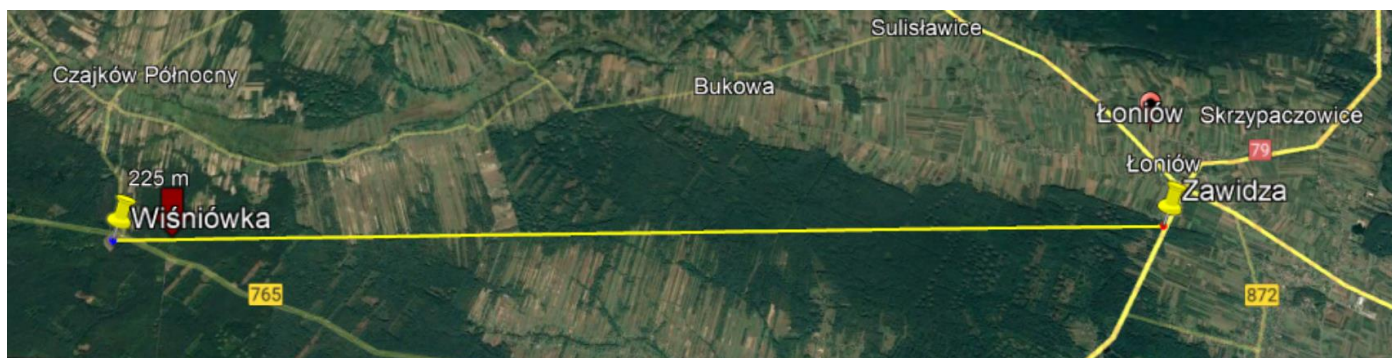 Sulisławice
Czajków Północny
Bukowa
Łoniów
Skrzypaczowice
79
Łoniów
225 m
Zawidza
Wiśniówka
765
872